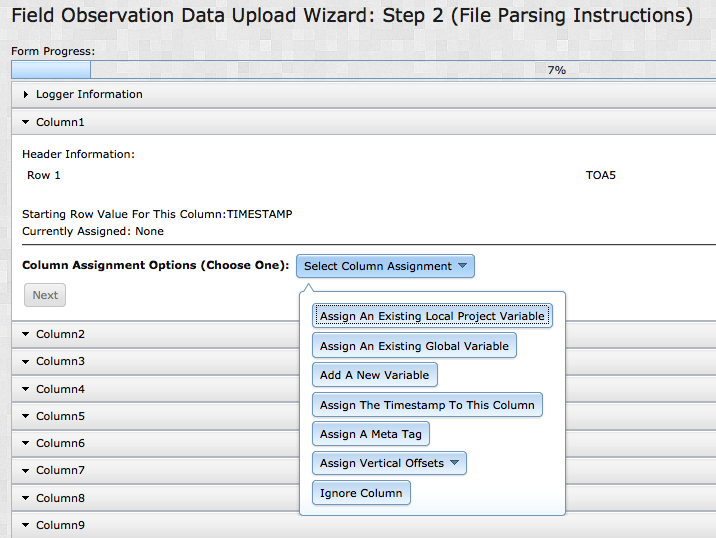 Field Observation Data Upload Wizard: Step 2 (File Parsing Instructions)
Form Progress:
7%
Logger Information
Column1
Header Information:
Row 1 TOA5
Starting Row Value For This Column:TIMESTAMP
Currently Assigned: None
Column Assignment Options (Choose One): Select Column Assignment
Next
Assign An Existing Local Project Variable
Assign An Existing Global Variable
Add A New Variable
Assign The Timestamp To This Column
Assign A Meta Tag
Assign Vertical Offsets
Ignore Column
Column2
Column3
Column4
Column5
Column6
Column7
Column8
Column9